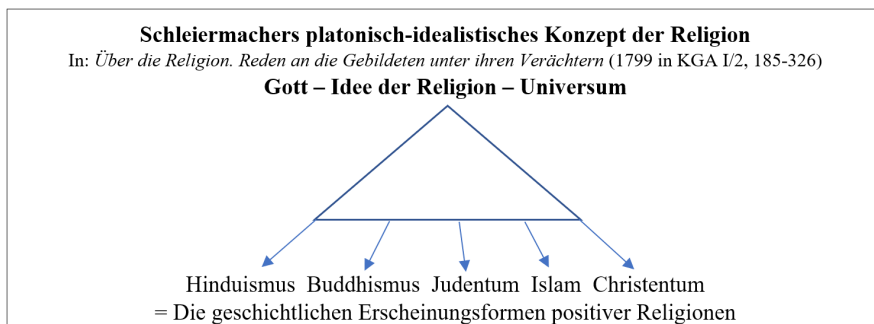 Schleiermachers platonisch-idealistisches Konzept der Religion
In: Über die Religion. Reden an die Gebildeten unter ihren Verächtern (1799 in KGA I/2, 185-326)
Gott – Idee der Religion – Universum
Hinduismus Buddhismus Judentum Islam Christentum
= Die geschichtlichen Erscheinungsformen positiver Religionen